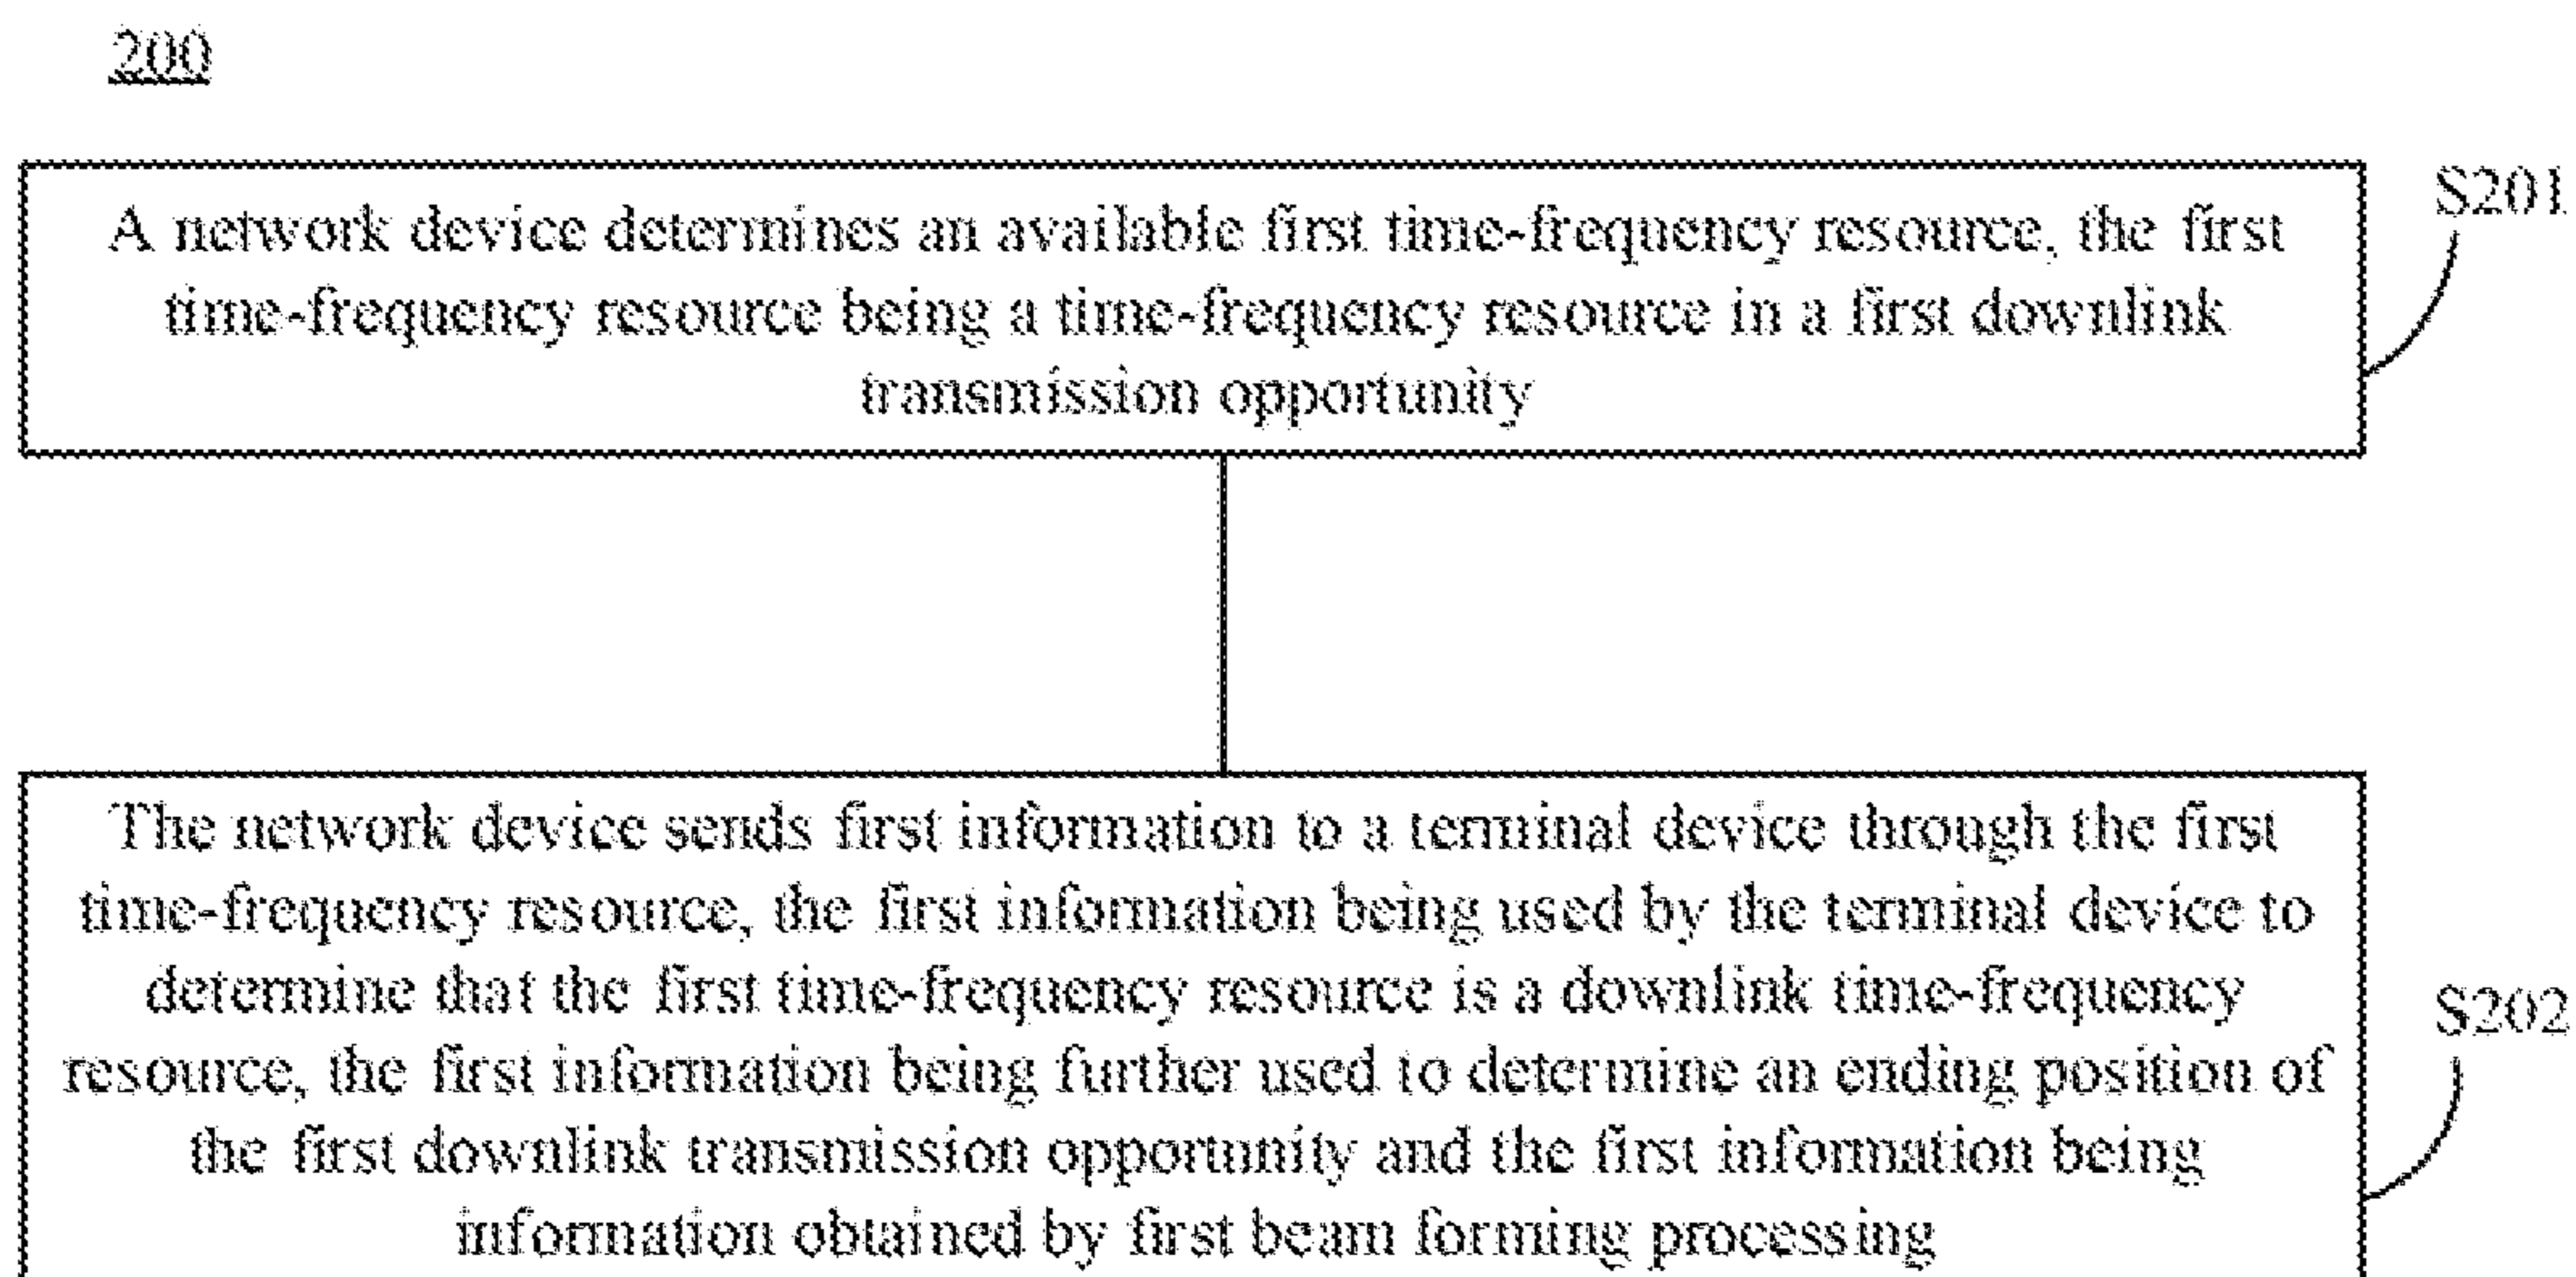 200
A network device determines an available first time-frequency resource, the first
S201
time-frequency resource being a time-frequency resource in a first downlink
transmission opportunity
The network device sends first information to a terminal device through the first
time-frequency resource, the first information being used by the terminal device to
determine that the first time-frequency resource is a downlink time-frequency
S202
resource, the first information being further used to determine an ending position of
the first downlink transmission opportunity and the first information being
information obtained by first beam forming processing